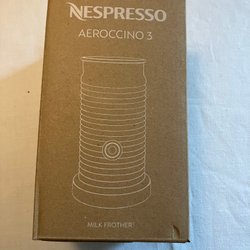 NESPRESSO
AEROCCINO 3
MILK FROTHER